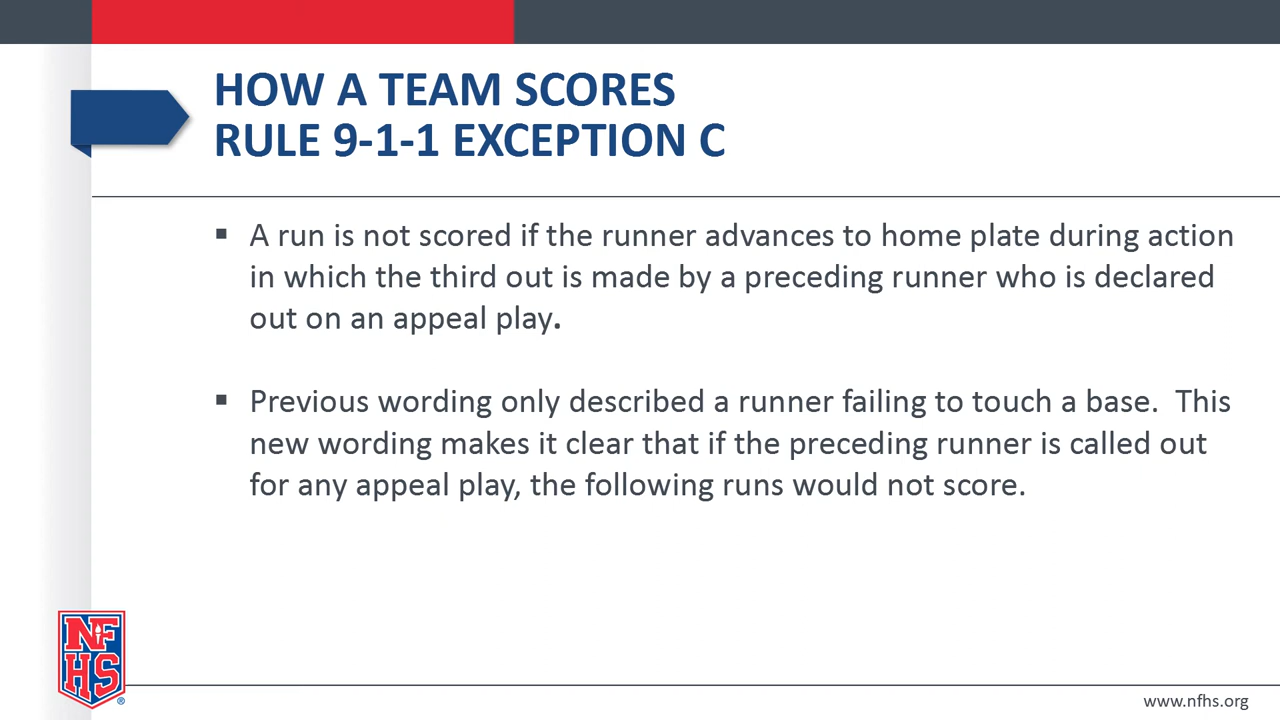 HOW A TEAM SCORES
RULE 9-1-1 EXCEPTION C
▪ A run is not scored if the runner advances to home plate during action
in which the third out is made by a preceding runner who is declared
out on an appeal play.
▪ Previous wording only described a runner failing to touch a base.  This
new wording makes it clear that if the preceding runner is called out
for any appeal play, the following runs would not score.
NF
HS
®
www.nfhs.org